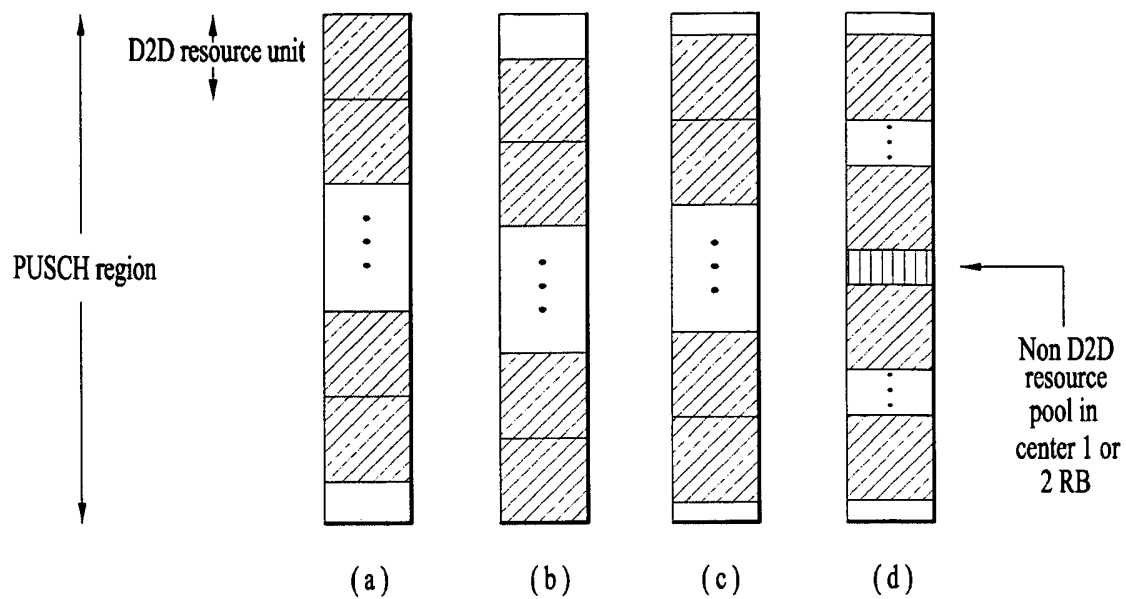 D2D resource unit
PUSCH region
Non D2D
resource
pool in
center 1 or
2 RB
(a)
(b)
(c)
(d)